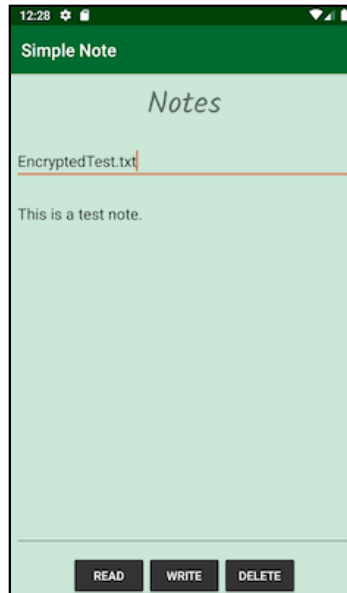 12:28
Simple Note
Notes
EncryptedTest.txt
This is a test note.
READ WRITE DELETE